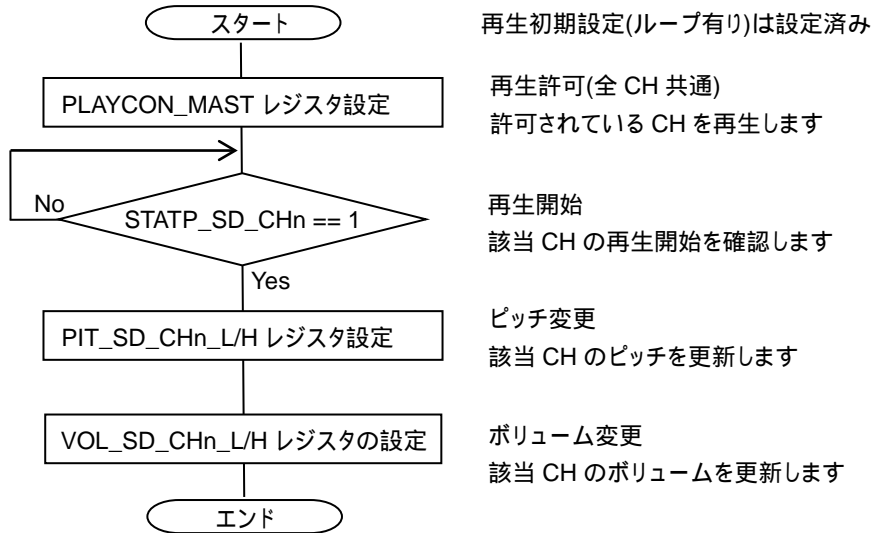 スタート
再生初期設定(ループ有り)は設定済み
PLAYCON_MAST レジスタ設定
再生許可(全 CH 共通)
許可されている CH を再生します
No
STATP_SD_CHn == 1
再生開始
該当 CH の再生開始を確認します
Yes
PIT_SD_CHn_L/H レジスタ設定
ピッチ変更
該当 CH のピッチを更新します
VOL_SD_CHn_L/H レジスタの設定
ボリューム変更
該当 CH のボリュームを更新します
エンド